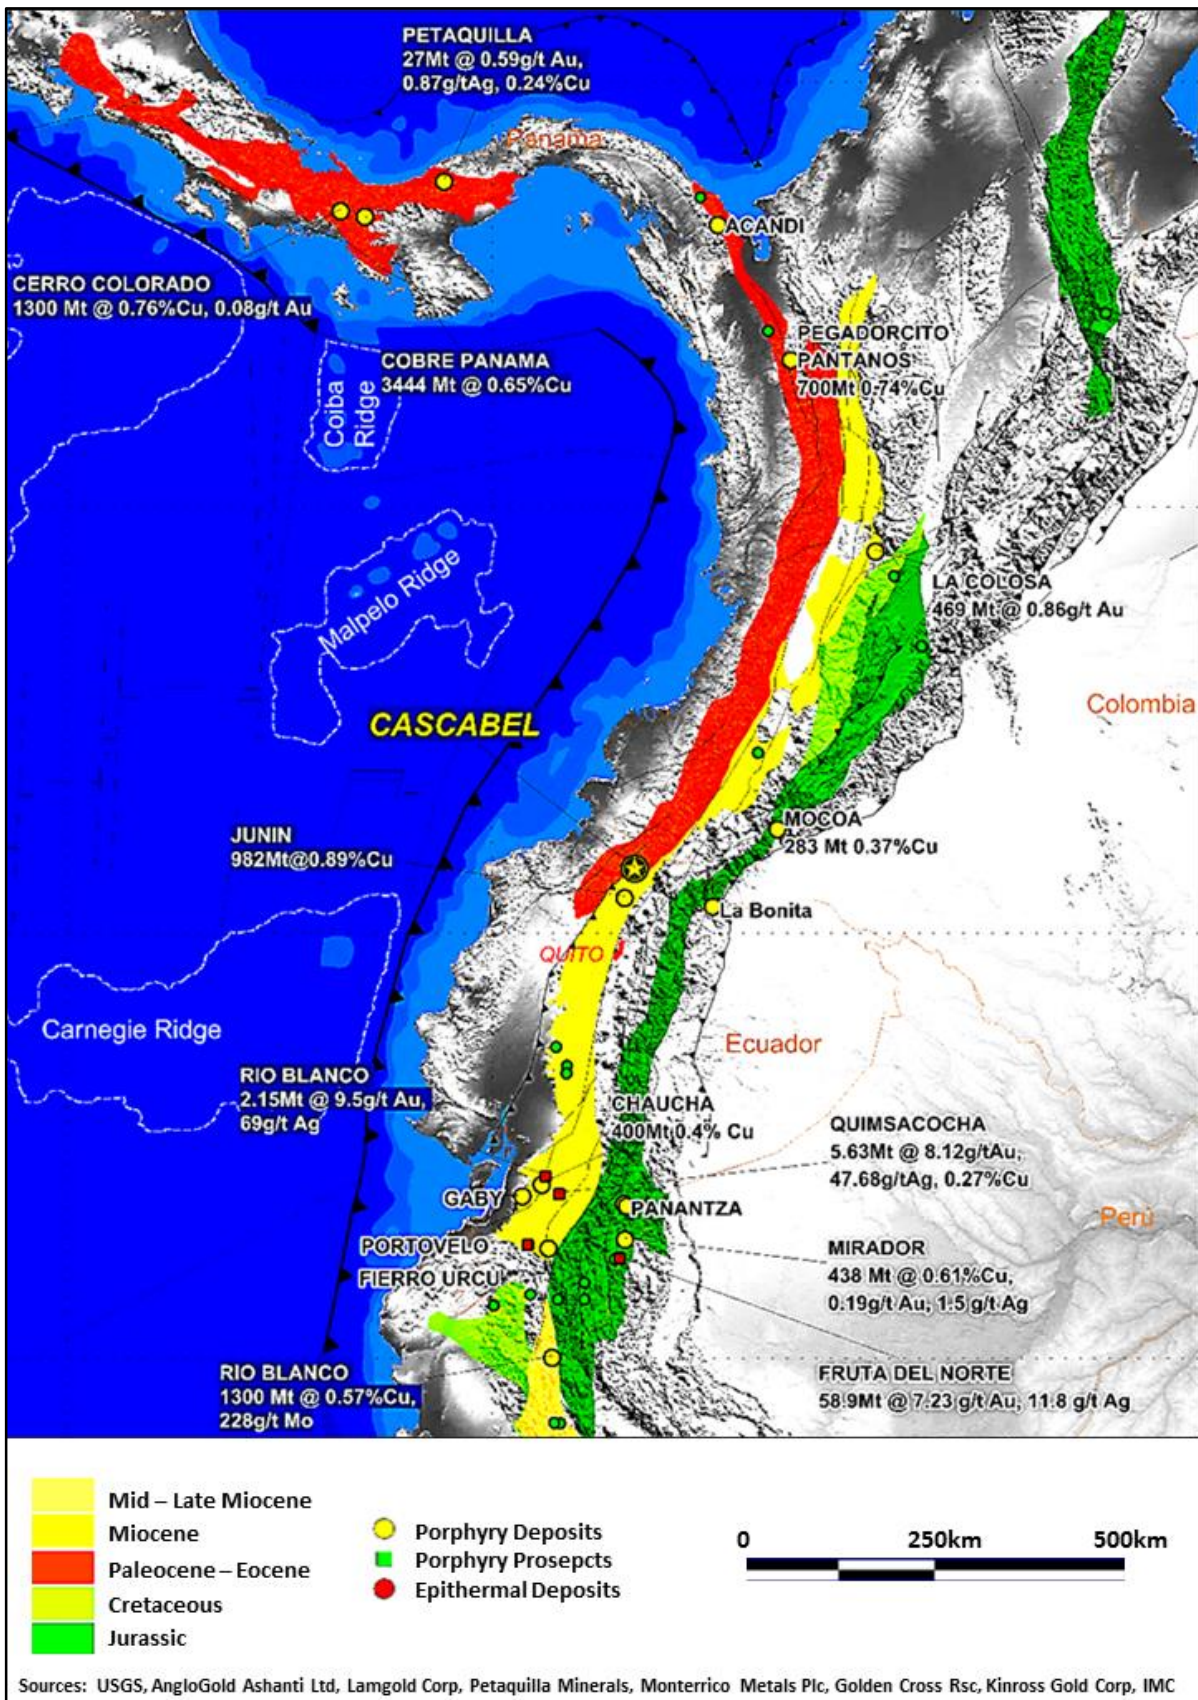 PETAQUILLA
27Mt @ 0.59g/t Au,
0.87g/tAg, 0.24%Cu
Panama
ACANDI
CERRO COLORADO
1300 Mt @ 0.76%Cu, 0.08g/t Au
COBRE PANAMA
3444 Mt @ 0.65%Cu
PEGADORCITO
PANTANOS
700Mt 0.74%Cu
Coiba
Ridge
Malpelo Ridge
LA COLOSA
469 Mt @ 0.86g/t Au
Colombia
CASCABEL
JUNIN
982Mt@0.89%Cu
MOCOA
283 Mt 0.37%Cu
La Bonita
QUITO
Carnegie Ridge
Ecuador
RIO BLANCO
2.15Mt @ 9.5g/t Au,
69g/t Ag
CHAUCHA
400Mt 0.4% Cu
QUIMSACOCHA
5.63Mt @ 8.12g/tAu,
47.68g/tAg, 0.27%Cu
GABY
PANANTZA
Perù
PORTOVELO
FIERRO URCU
MIRADOR
438 Mt @ 0.61%Cu,
0.19g/t Au, 1.5 g/t Ag
RIO BLANCO
1300 Mt @ 0.57%Cu,
228g/t Mo
FRUTA DEL NORTE
58.9Mt @ 7.23 g/t Au, 11.8 g/t Ag
Mid – Late Miocene
Miocene
Paleocene – Eocene
Cretaceous
Jurassic
Porphyry Deposits
Porphyry Prosepcts
Epithermal Deposits
0 250km 500km
Sources: USGS, AngloGold Ashanti Ltd, Lamgold Corp, Petaquilla Minerals, Monterrico Metals Plc, Golden Cross Rsc, Kinross Gold Corp, IMC